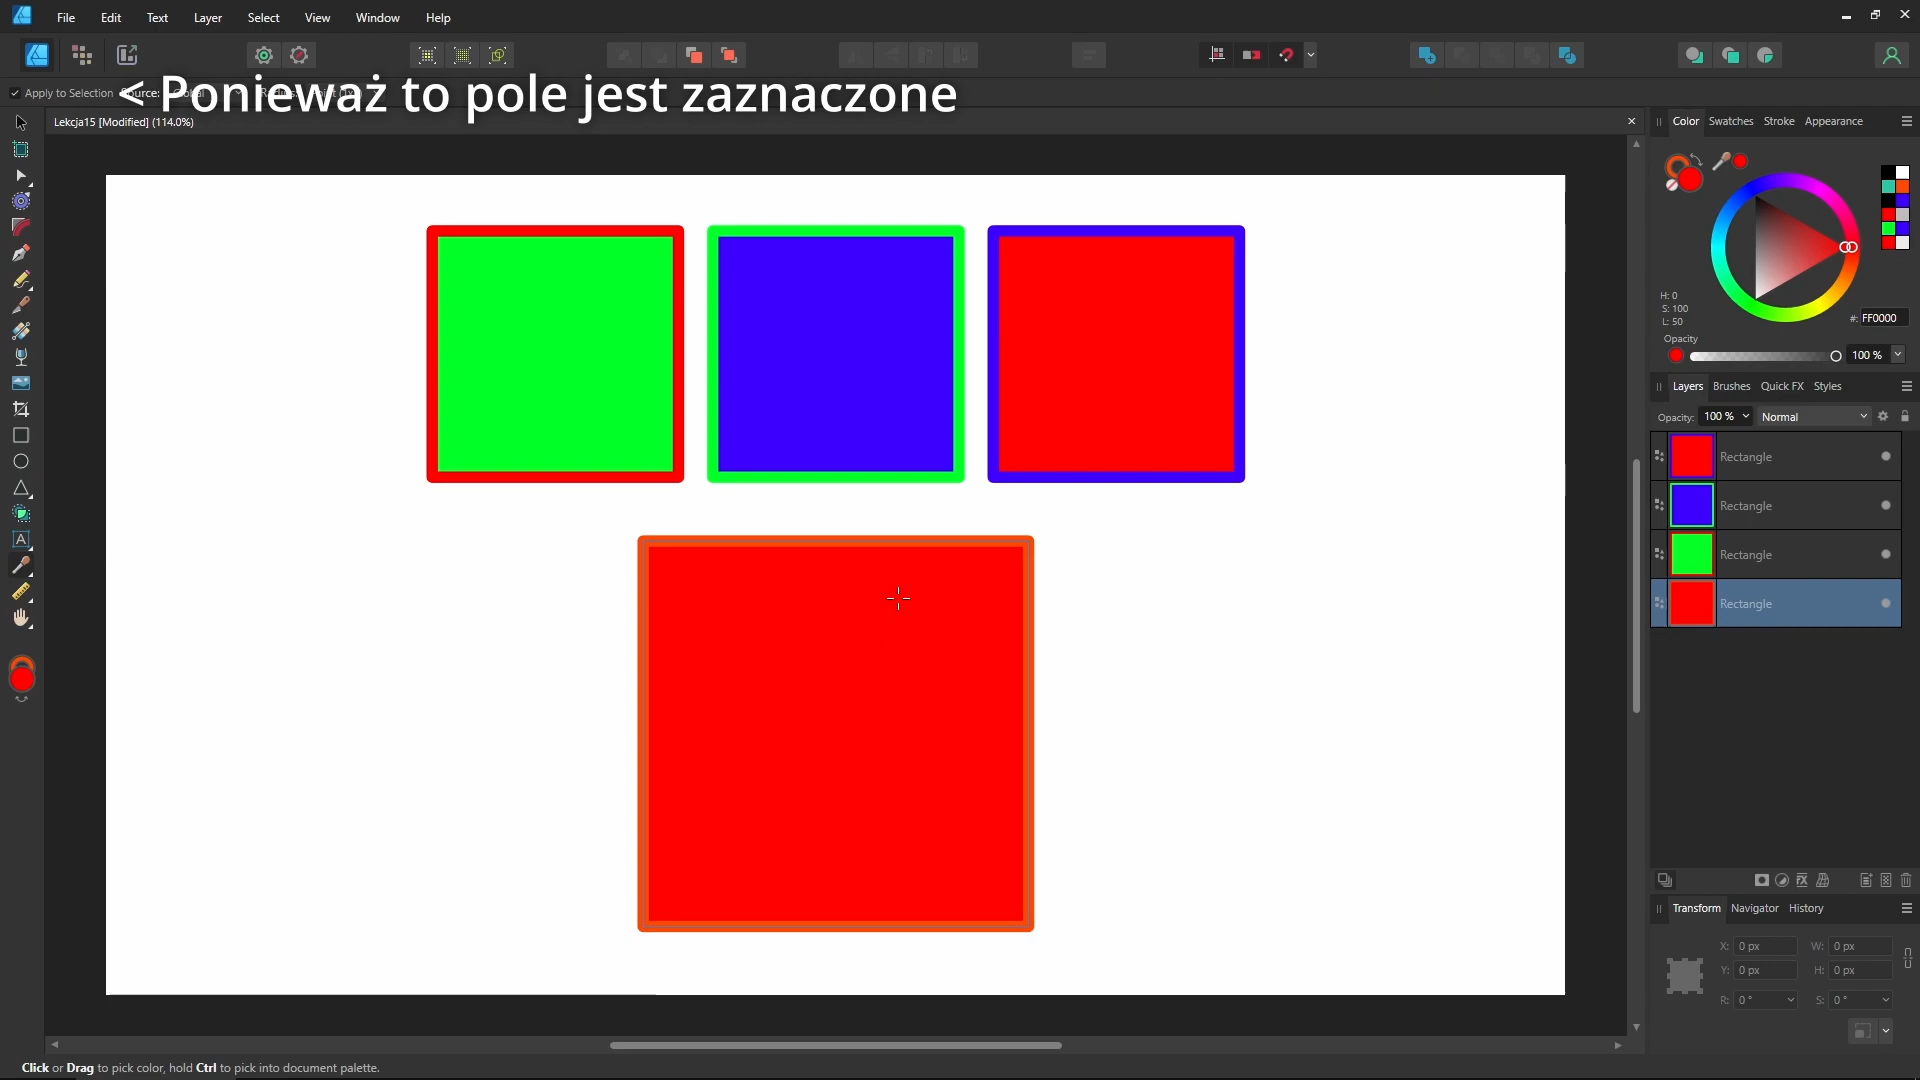 File Edit Text Layer Select View Window Help
Apply to Selection
< Ponieważ to pole jest zaznaczone
Lekcja15 [Modified] (114.0%)
Color Swatches Stroke Appearance
H: 0
S: 100
L: 50
#: FF0000
Opacity
100 %
Layers Brushes Quick FX Styles
Opacity: 100 % Normal
Rectangle
Rectangle
Rectangle
Rectangle
Transform Navigator History
X: 0 px W: 0 px
Y: 0 px H: 0 px
R: 0 ° S: 0 °
Click or Drag to pick color, hold Ctrl to pick into document palette.